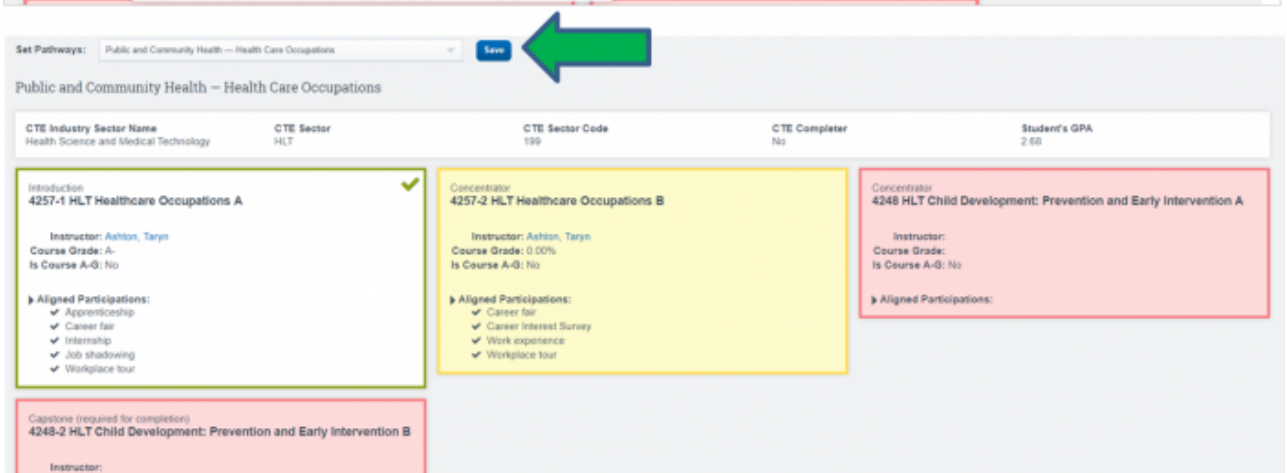 Set Pathways: Public and Community Health — Health Care Occupations Save
Public and Community Health — Health Care Occupations
CTE Industry Sector Name CTE Sector CTE Sector Code CTE Completer Student's GPA
Health Science and Medical Technology HLT 199 No 2.68
Introduction
4257-1 HLT Healthcare Occupations A
Instructor: Ashton, Taryn
Course Grade: A-
Is Course A-G: No
Aligned Participations:
Apprenticeship
Career fair
Internship
Job shadowing
Workplace tour
Concentrator
4257-2 HLT Healthcare Occupations B
Instructor: Ashton, Taryn
Course Grade: 0.00%
Is Course A-G: No
Aligned Participations:
Career fair
Career Interest Survey
Work experience
Workplace tour
Concentrator
4248 HLT Child Development: Prevention and Early Intervention A
Instructor:
Course Grade:
Is Course A-G: No
Aligned Participations:
Capstone (required for completion)
4248-2 HLT Child Development: Prevention and Early Intervention B
Instructor: